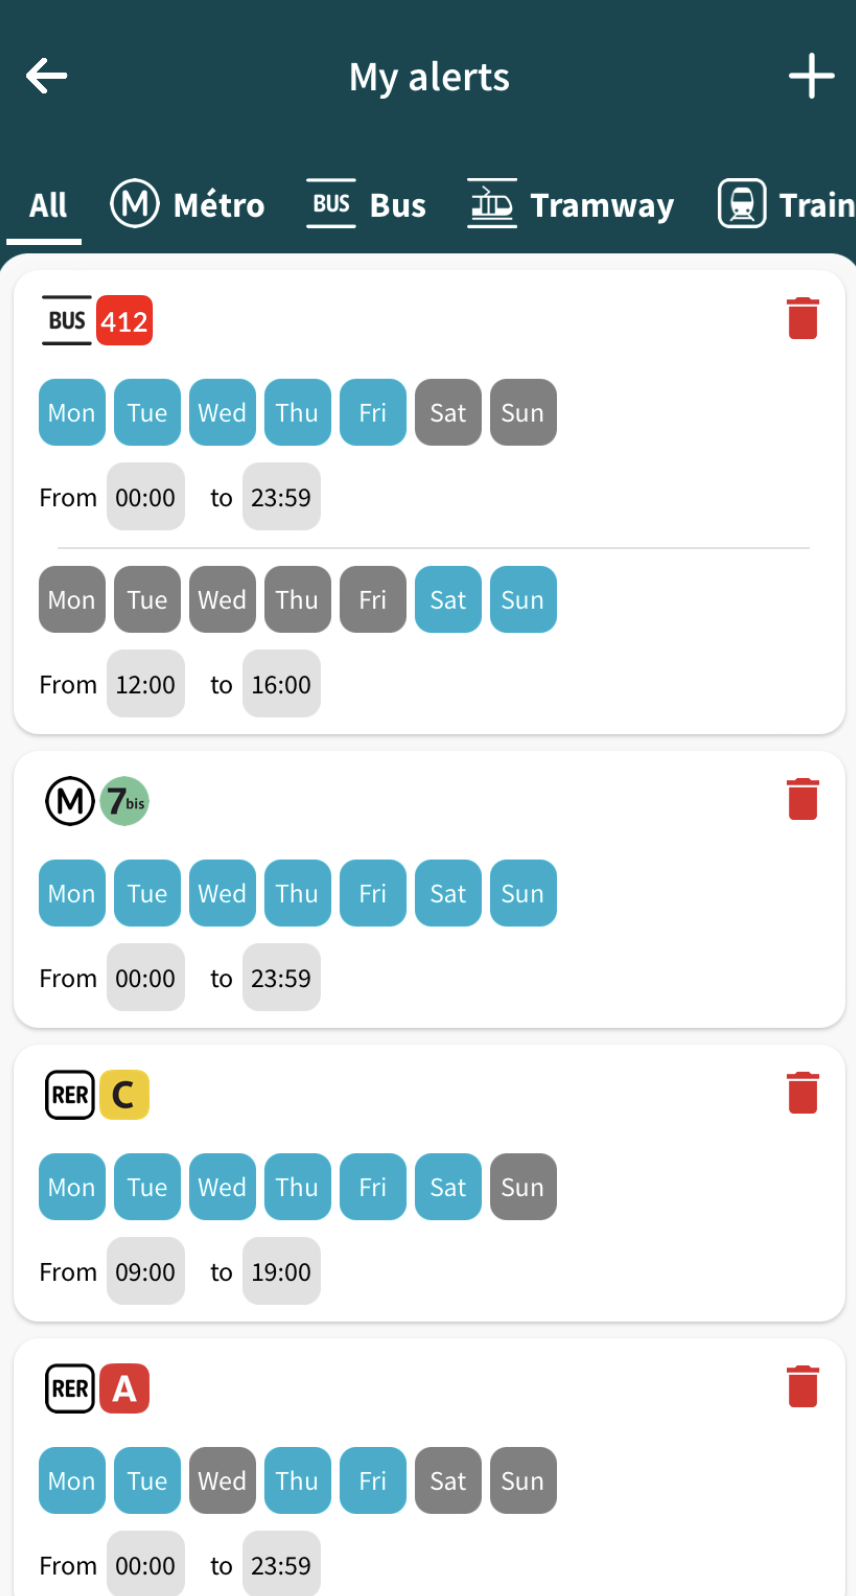 My alerts
All M Métro BUS Bus Tramway Train
BUS 412
Mon Tue Wed Thu Fri Sat Sun
From 00:00 to 23:59
Mon Tue Wed Thu Fri Sat Sun
From 12:00 to 16:00
M 7bis
Mon Tue Wed Thu Fri Sat Sun
From 00:00 to 23:59
RER C
Mon Tue Wed Thu Fri Sat Sun
From 09:00 to 19:00
RER A
Mon Tue Wed Thu Fri Sat Sun
From 00:00 to 23:59